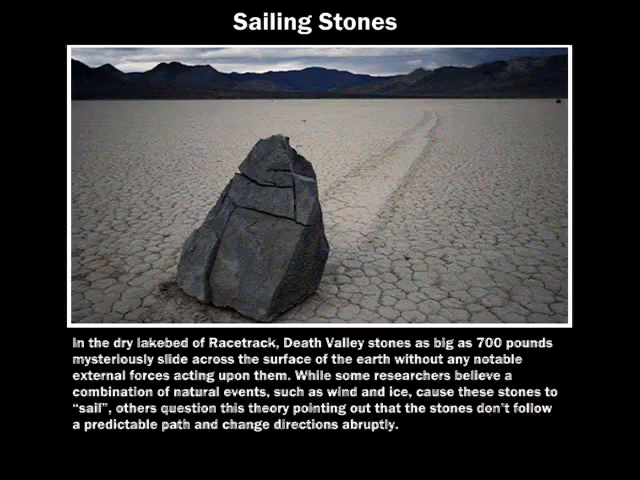 Sailing Stones
In the dry lakebed of Racetrack, Death Valley stones as big as 700 pounds
mysteriously slide across the surface of the earth without any notable
external forces acting upon them. While some researchers believe a
combination of natural events, such as wind and ice, cause these stones to
“sail”, others question this theory pointing out that the stones don’t follow
a predictable path and change directions abruptly.